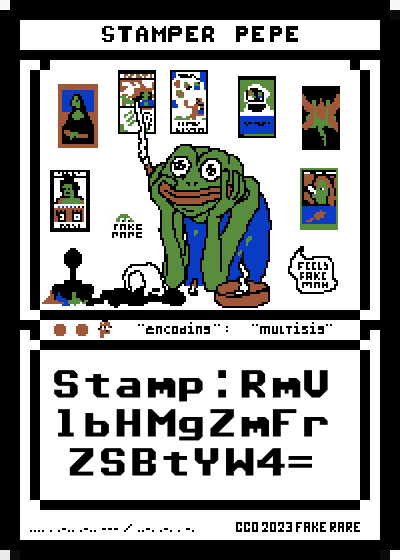 STAMPER PEPE
FAKE
RARE
FEELS
FAKE
MAN
"encoding": "multisig"
Stamp:RmV
lbHMgZmFr
ZSBtYW4=
.... . .-.. .-.. --- / ..-. .-. . -.
CC0 2023 FAKE RARE